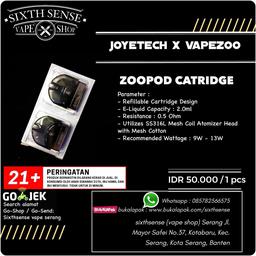 SIXTH SENSE
VAPE SHOP
JOYETECH X VAPEZOO
ZOOPOD CATRIDGE
Parameter :
- Refillable Cartridge Design
- E-Liquid Capacity : 2.0ml
- Resistance : 0.5 Ohm
- Utilizes SS316L Mesh Coil Atomizer Head
with Mesh Cotton
- Recommended Wattage : 9W - 13W
21+
PERINGATAN
IDR 50.000 / 1 pcs
GO-JEK
Search alamat
Go-Shop / Go-Send:
Sixthsense vape serang
Whatsapp : 085782566575
bukalapak : www.bukalapak.com/
sixthsense
sixthsense [vape shop] Serang Jl.
Mayor Safei No.57, Kotabaru, Kec.
Serang, Kota Serang, Banten